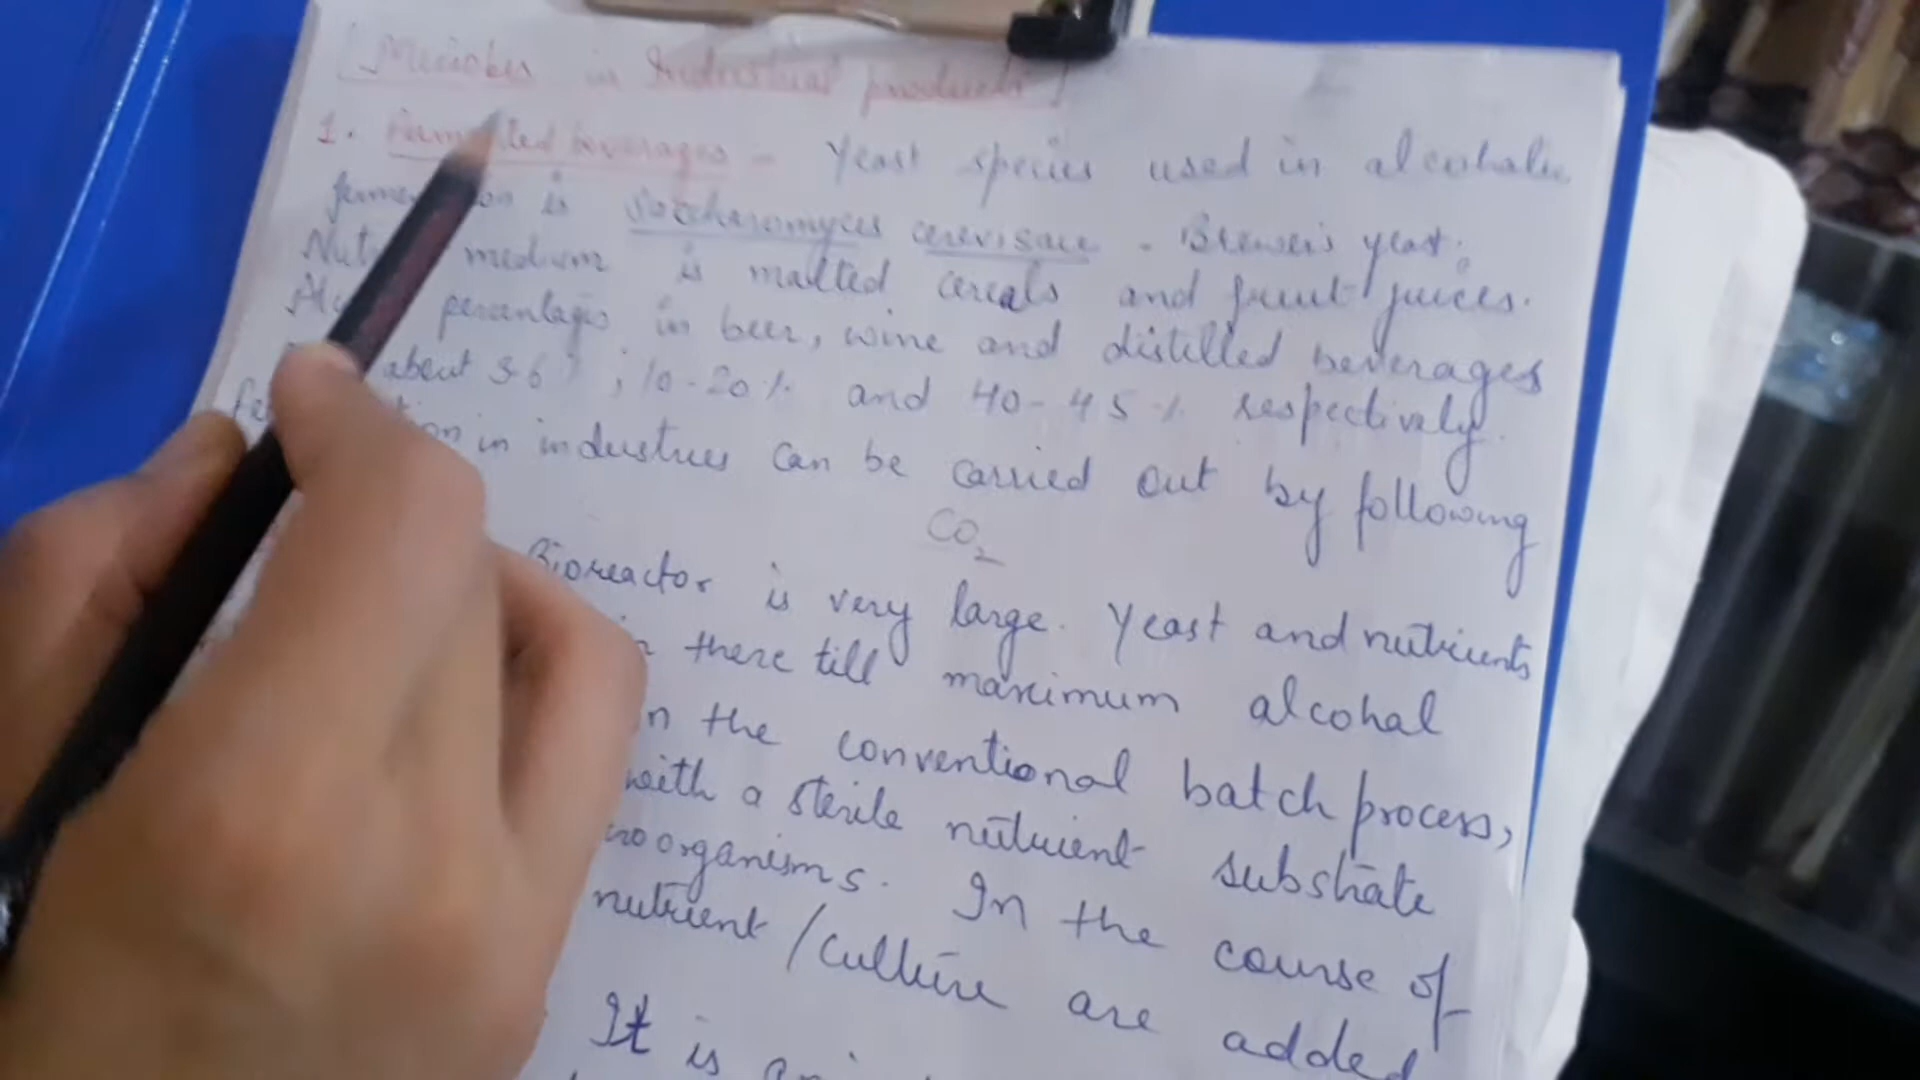 Microbes in Industrial products
1. Fermented beverages - Yeast species used in alcoholic
is Saccharomyces cerevisae - Brewer's yeast.
medium is malted cereals and fruit juices.
percentages in beer, wine and distilled beverages
about 3-6 ; 10-20% and 40-45% respectively.
in industries can be carried out by following
CO2
Bioreactor is very large. Yeast and nutrients
there till maximum alcohal
the conventional batch process,
with a sterile nutrient substrate
organisms. In the course of
nutrient / culture are added
It is